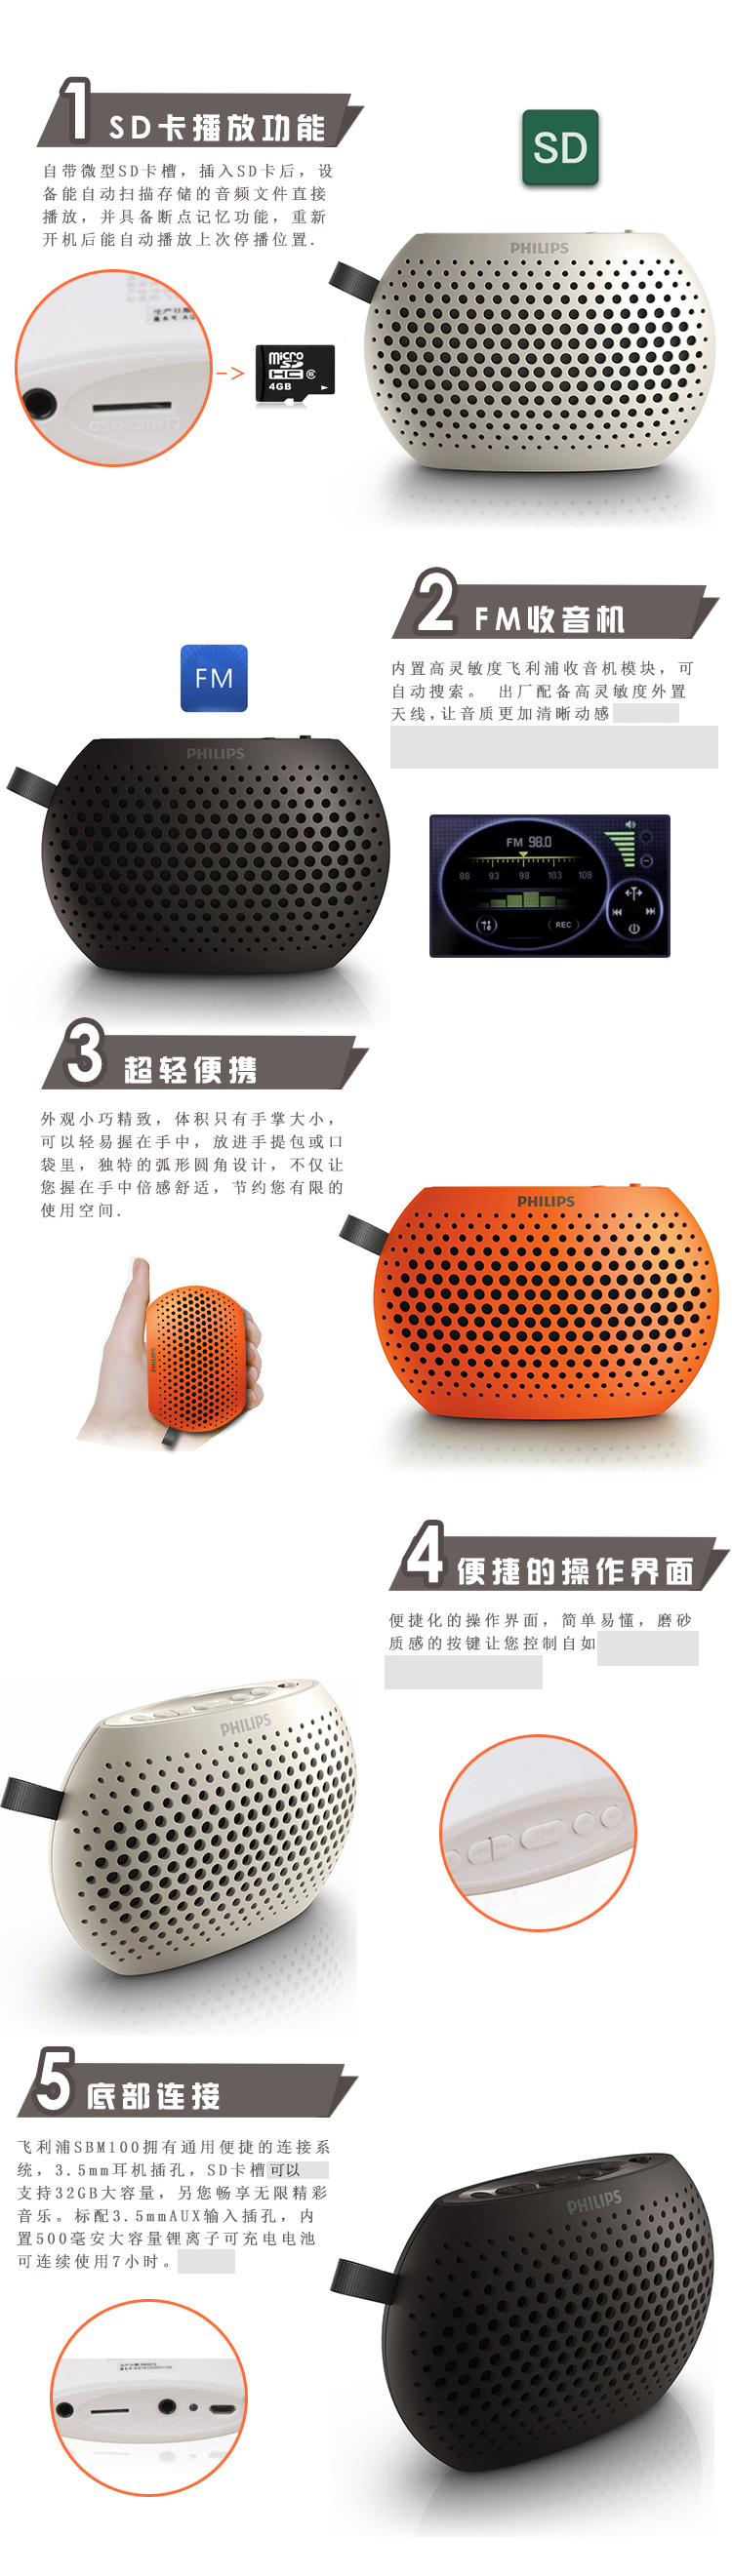 1 SD卡播放功能
自带微型SD卡槽，插入SD卡后，设
备能自动扫描存储的音频文件直接
播放，并具备断点记忆功能，重新
开机后能自动播放上次停播位置.
SD
PHILIPS
生产日期
MICRO SD
micro
SD
HC 6
4GB
2 FM收音机
内置高灵敏度飞利浦收音机模块，可
自动搜索。 出厂配备高灵敏度外置
天线,让音质更加清晰动感
FM
PHILIPS
FM 98.0
88 93 98 103 108
REC
3 超轻便携
外观小巧精致，体积只有手掌大小，
可以轻易握在手中，放进手提包或口
袋里，独特的弧形圆角设计，不仅让
您握在手中倍感舒适，节约您有限的
使用空间.
PHILIPS
PHILIPS
4 便捷的操作界面
便捷化的操作界面，简单易懂，磨砂
质感的按键让您控制自如
PHILIPS
5 底部连接
飞利浦SBM100拥有通用便捷的连接系
统，3.5mm耳机插孔，SD卡槽可以
支持32GB大容量，另您畅享无限精彩
音乐。标配3.5mmAUX输入插孔，内
置500毫安大容量锂离子可充电电池
可连续使用7小时。
PHILIPS